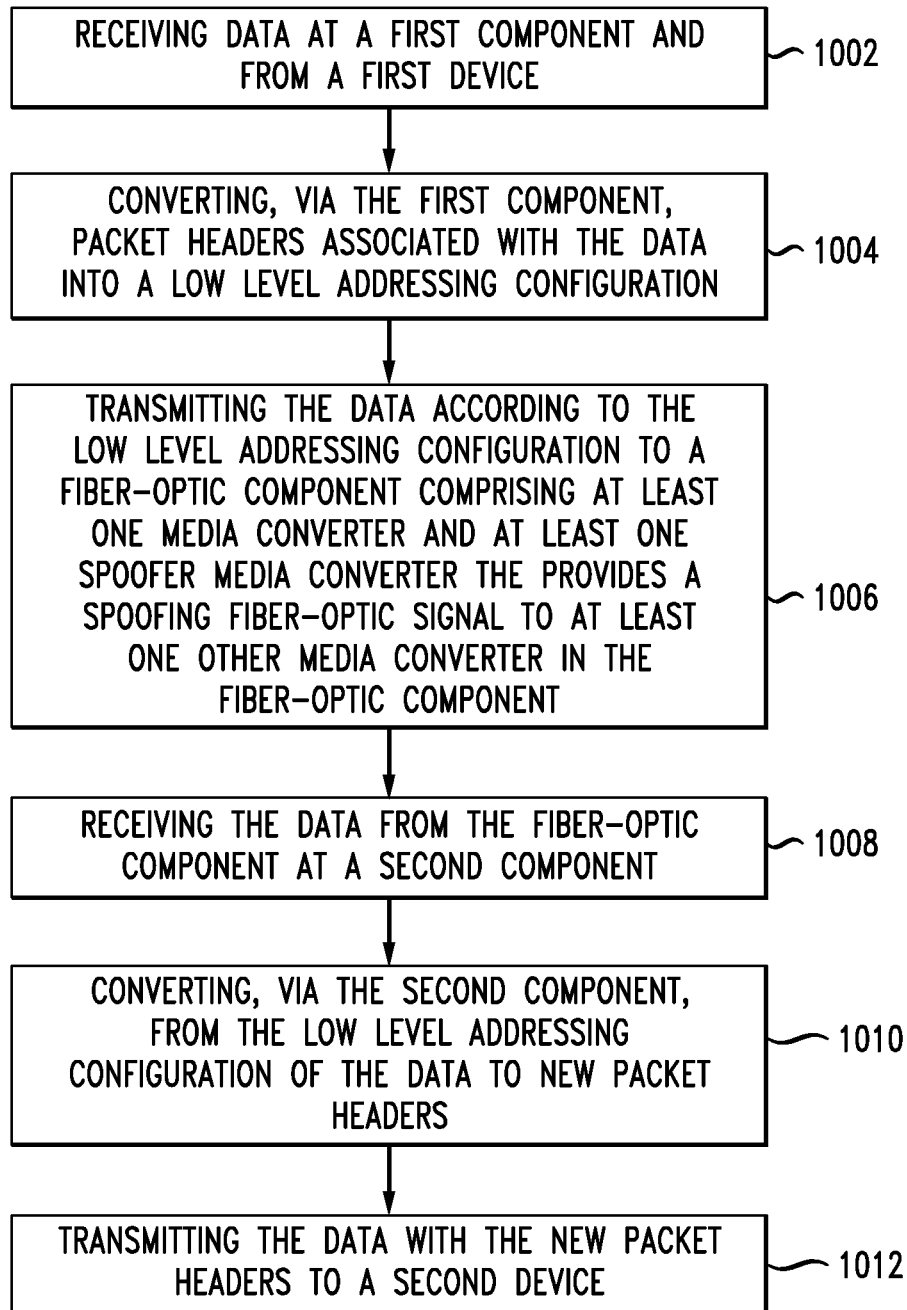 RECEIVING DATA AT A FIRST COMPONENT AND
FROM A FIRST DEVICE
1002
CONVERTING, VIA THE FIRST COMPONENT,
PACKET HEADERS ASSOCIATED WITH THE DATA
INTO A LOW LEVEL ADDRESSING CONFIGURATION
1004
TRANSMITTING THE DATA ACCORDING TO THE
LOW LEVEL ADDRESSING CONFIGURATION TO A
FIBER-OPTIC COMPONENT COMPRISING AT LEAST
ONE MEDIA CONVERTER AND AT LEAST ONE
SPOOFER MEDIA CONVERTER THE PROVIDES A
SPOOFING FIBER-OPTIC SIGNAL TO AT LEAST
ONE OTHER MEDIA CONVERTER IN THE
FIBER-OPTIC COMPONENT
1006
RECEIVING THE DATA FROM THE FIBER-OPTIC
COMPONENT AT A SECOND COMPONENT
1008
CONVERTING, VIA THE SECOND COMPONENT,
FROM THE LOW LEVEL ADDRESSING
CONFIGURATION OF THE DATA TO NEW PACKET
HEADERS
1010
TRANSMITTING THE DATA WITH THE NEW PACKET
HEADERS TO A SECOND DEVICE
1012